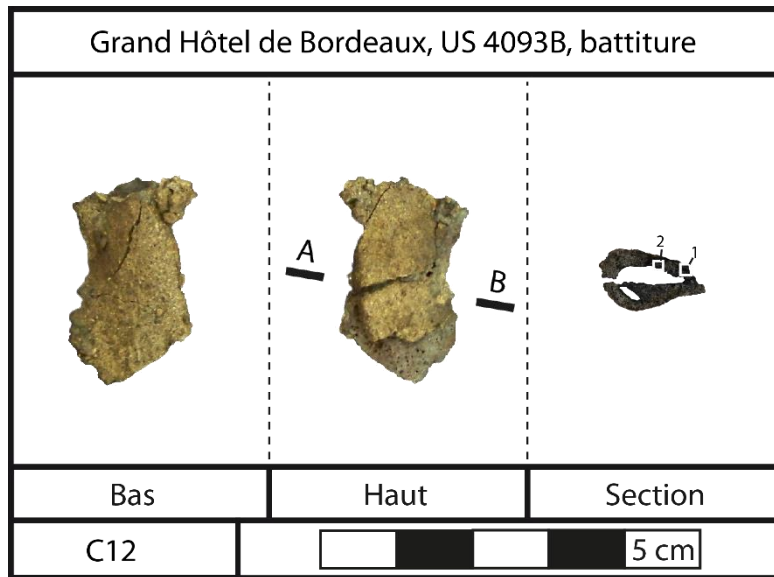 Grand Hôtel de Bordeaux, US 4093B, battiture
A
B
2
1
Bas
Haut
Section
C12
5 cm